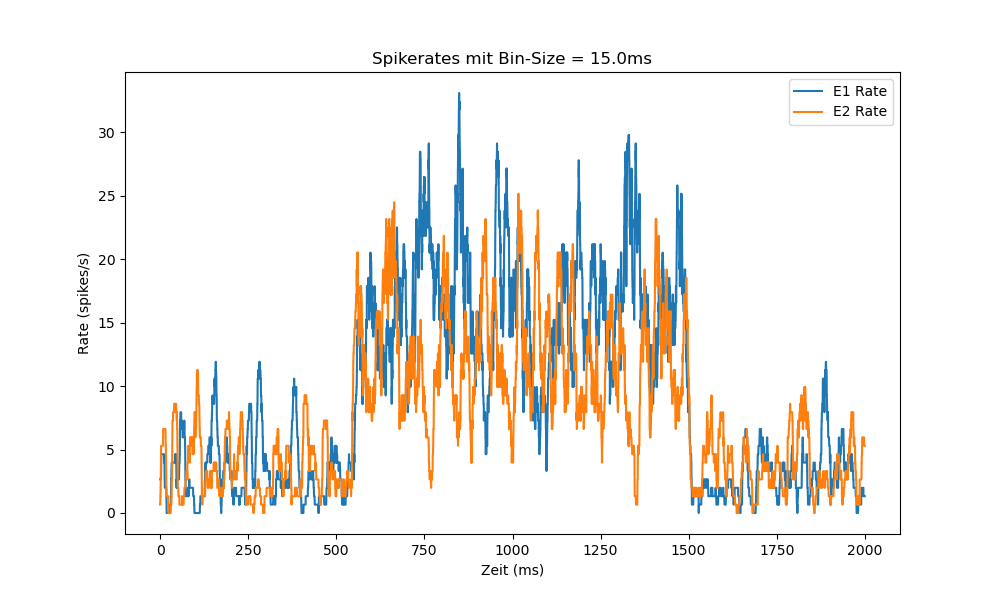 Spikerates mit Bin-Size = 15.0ms
E1 Rate
E2 Rate
Rate (spikes/s)
30
25
20
15
10
5
0
0 250 500 750 1000 1250 1500 1750 2000
Zeit (ms)